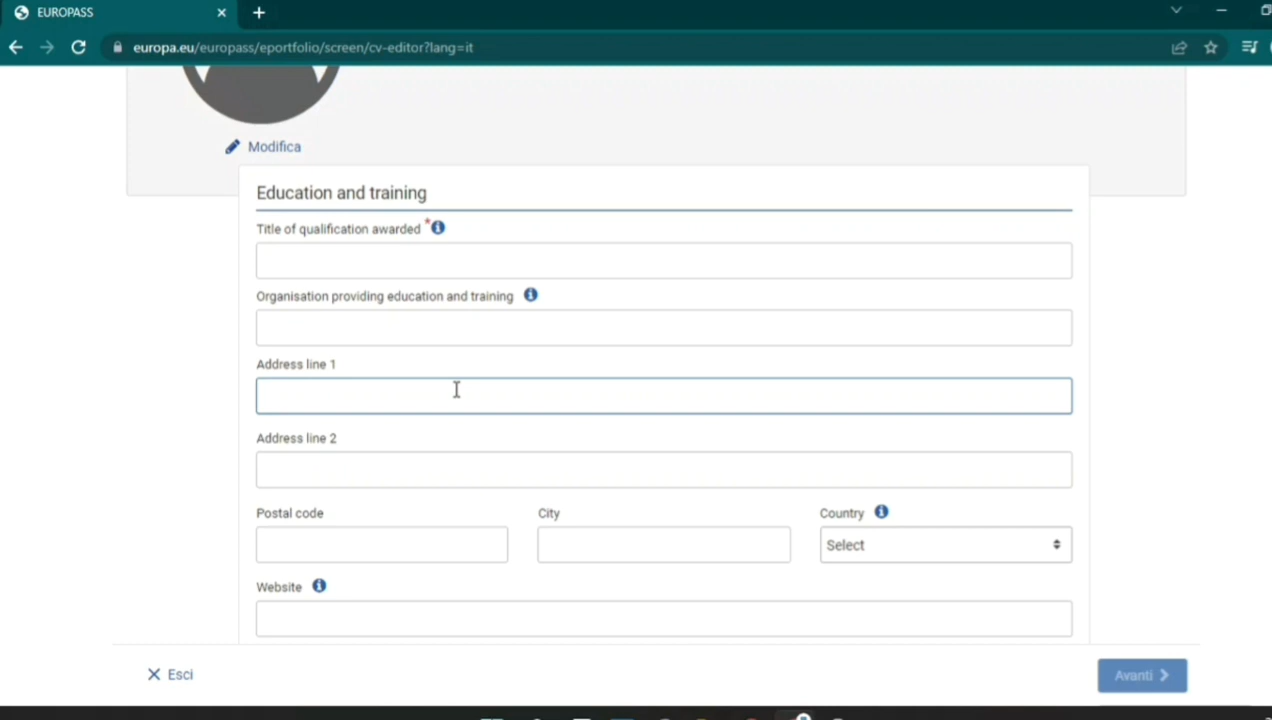 EUROPASS
europa.eu/europass/eportfolio/screen/cv-editor?lang=it
Modifica
Education and training
Title of qualification awarded *
Organisation providing education and training
Address line 1
Address line 2
Postal code City Country
Select
Website
Esci Avanti